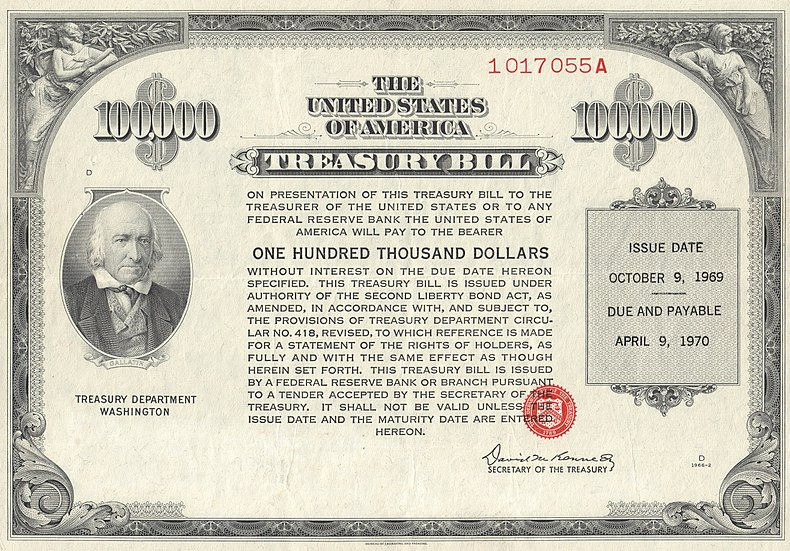 1017055A
THE
UNITED STATES
OF AMERICA
100,000
100,000
TREASURY BILL
D
ON PRESENTATION OF THIS TREASURY BILL TO THE
TREASURER OF THE UNITED STATES OR TO ANY
FEDERAL RESERVE BANK THE UNITED STATES OF
AMERICA WILL PAY TO THE BEARER
ONE HUNDRED THOUSAND DOLLARS
WITHOUT INTEREST ON THE DUE DATE HEREON
SPECIFIED. THIS TREASURY BILL IS ISSUED UNDER
AUTHORITY OF THE SECOND LIBERTY BOND ACT, AS
AMENDED, IN ACCORDANCE WITH, AND SUBJECT TO,
THE PROVISIONS OF TREASURY DEPARTMENT CIRCU-
LAR NO. 418, REVISED, TO WHICH REFERENCE IS MADE
FOR A STATEMENT OF THE RIGHTS OF HOLDERS, AS
FULLY AND WITH THE SAME EFFECT AS THOUGH
HEREIN SET FORTH. THIS TREASURY BILL IS ISSUED
BY A FEDERAL RESERVE BANK OR BRANCH PURSUANT
TO A TENDER ACCEPTED BY THE SECRETARY OF THE
TREASURY. IT SHALL NOT BE VALID UNLESS THE
ISSUE DATE AND THE MATURITY DATE ARE ENTERED
HEREON.
GALLATIN
TREASURY DEPARTMENT
WASHINGTON
ISSUE DATE
OCTOBER 9, 1969
DUE AND PAYABLE
APRIL 9, 1970
David M Kennedy
SECRETARY OF THE TREASURY
D
1966-2
BUREAU OF ENGRAVING AND PRINTING